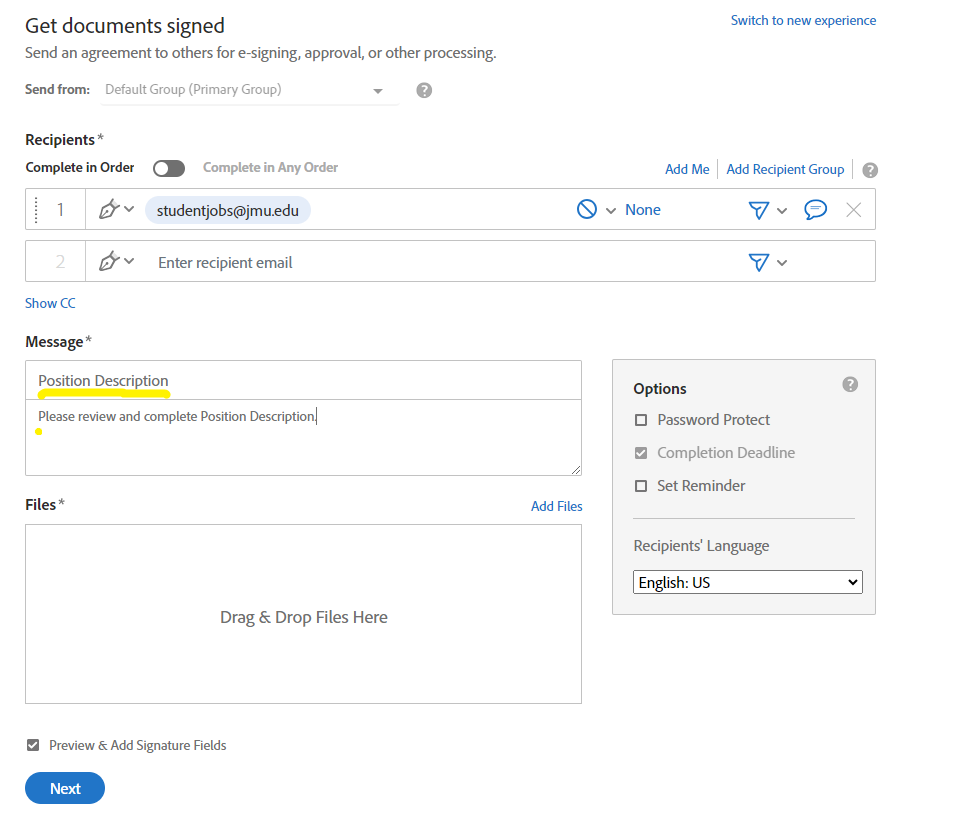 Get documents signed
Switch to new experience
Send an agreement to others for e-signing, approval, or other processing.
Send from: Default Group (Primary Group) ?
Recipients*
Complete in Order Complete in Any Order
Add Me Add Recipient Group ?
1 studentjobs@jmu.edu None
2 Enter recipient email
Show CC
Message*
Position Description
Please review and complete Position Description.
Options ?
Password Protect
Completion Deadline
Set Reminder
Recipients' Language
English: US
Files* Add Files
Drag & Drop Files Here
Preview & Add Signature Fields
Next